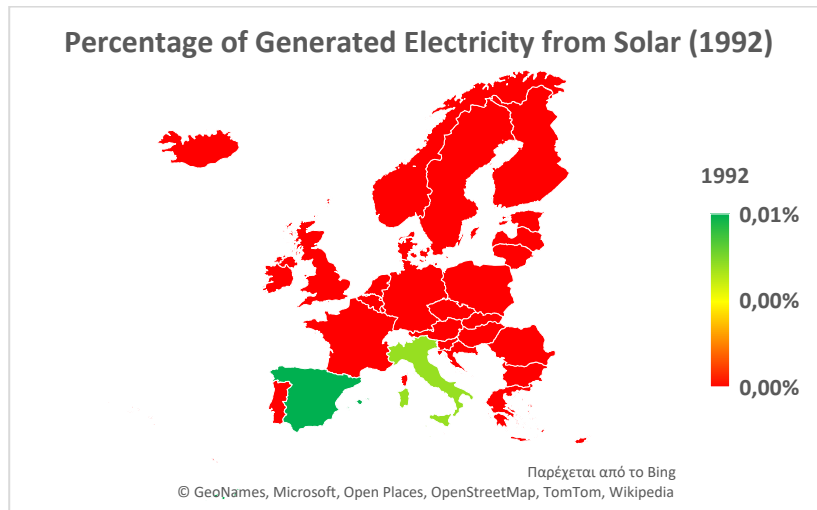 Percentage of Generated Electricity from Solar (1992)
1992
0,01%
0,00%
0,00%
Παρέχεται από το Bing
© GeoNames, Microsoft, Open Places, OpenStreetMap, TomTom, Wikipedia